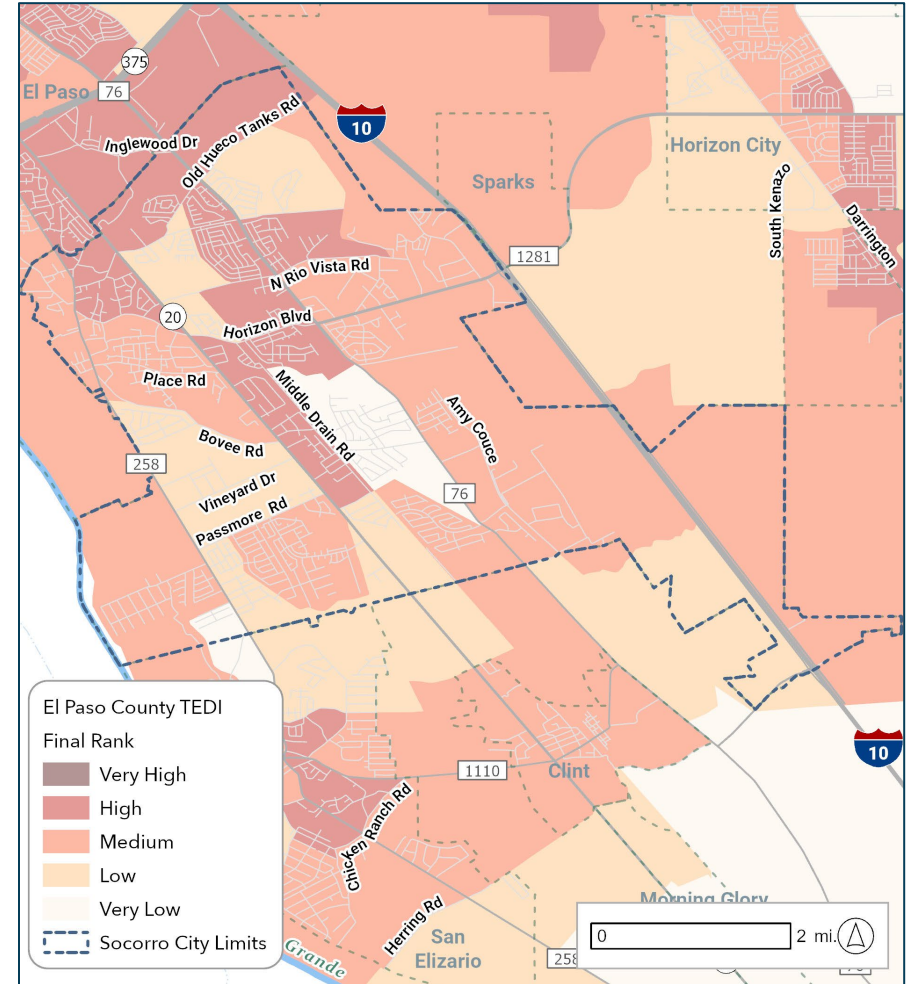 375
El Paso
76
10
Inglewood Dr
Old Hueco Tanks Rd
Horizon City
Sparks
South Kenazo
Darrington
1281
N Rio Vista Rd
20
Horizon Blvd
Place Rd
Middle Drain Rd
Amy Couce
Bovee Rd
258
Vineyard Dr
76
Passmore Rd
El Paso County TEDI
Final Rank
Very High
High
Medium
Low
Very Low
Socorro City Limits
10
1110
Clint
Chicken Ranch Rd
Morning Glory
Herring Rd
San
Elizario
Grande
258
0 2 mi.